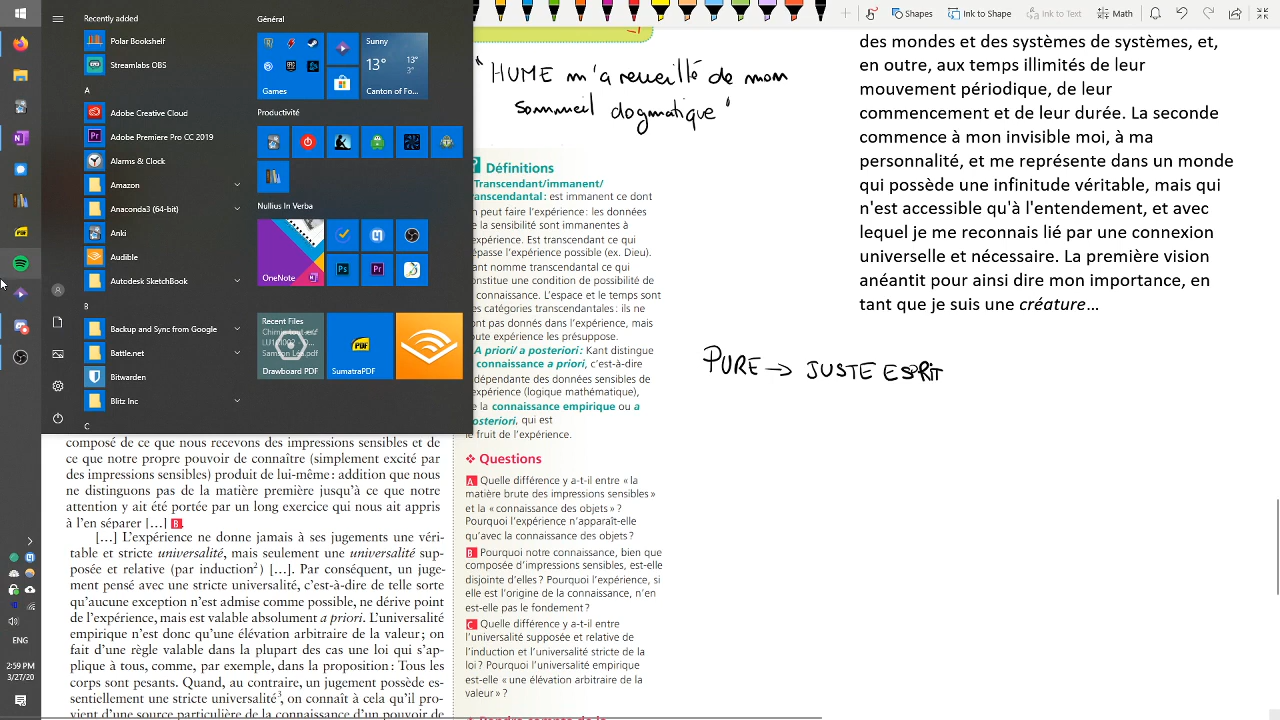 Recently added
Polar Bookshelf
Streamlabs OBS
A
Adobe Creative Cloud
Adobe Premiere Pro CC 2019
Alarms & Clock
Amazon
Anaconda3 (64-bit)
Anki
Audible
Autodesk SketchBook
B
Backup and Sync from Google
Battle.net
Bitwarden
Blitz Inc
C
Général
Games
Sunny
13°
13°
3°
Canton of Fo...
Productivité
Nullius In Verba
OneNote
Recent Files
LU1
Samson Léa.pdf
Drawboard PDF
SumatraPDF
ENG
2:59 PM
3/27/20
Shapes
Ink to Shape
Ink to Text
Math
"HUME m'a réveillé de mon
sommeil dogmatique"
Définitions
Transcendant/immanent/
transcendantal : est immanent ce dont
peut faire l'expérience : les données
la sensibilité sont immanentes à
expérience. Est transcendant ce qui
épasse l'expérience possible (ex. Dieu).
ant nomme transcendantal ce qui
onstitue une condition de possibilité de
connaissance. L'espace et le temps sont
es catégories transcendantales : ils ne
ont pas donnés dans l'expérience, mais
oute expérience les présuppose.
A priori/ a posteriori : Kant distingue
connaissance a priori, c'est-à-dire
dépendante des données sensibles de
expérience (logique mathématique),
e la connaissance empirique ou a
osteriori, qui est
le fruit de l'expérience.
Questions
A Quelle différence y a-t-il entre « la
matière brute des impressions sensibles »
et la « connaissance des objets » ?
Pourquoi l'expérience n'apparaît-elle
qu'avec la connaissance des objets ?
B Pourquoi notre connaissance, bien que
composée d'impressions sensibles, est-elle
disjointe d'elles ? Pourquoi l'expérience, si
elle est l'origine de la connaissance, n'en
est-elle pas le fondement ?
C Quelle différence y a-t-il entre
l'universalité supposée et relative de
l'induction et l'universalité stricte de la
loi ? Pourquoi l'universalité empirique
est-elle « une élévation arbitraire de la
valeur » ?
composé de ce que nous recevons des impressions sensibles et de
ce que notre propre pouvoir de connaître (simplement excité par
des impressions sensibles) produit de lui-même : addition que nous
ne distinguons pas de la matière première jusqu'à ce que notre
attention y ait été portée par un long exercice qui nous ait appris
à l'en séparer [...] B.
[...] L'expérience ne donne jamais à ses jugements une véri-
table et stricte universalité, mais seulement une universalité sup-
posée et relative (par induction²) [...]. Par conséquent, un juge-
ment pensé avec une stricte universalité, c'est-à-dire de telle sorte
qu'aucune exception n'est admise comme possible, ne dérive point
de l'expérience, mais est valable absolument a priori. L'universalité
empirique n'est donc qu'une élévation arbitraire de la valeur ; on
fait d'une règle valable dans la plupart des cas une loi qui s'ap-
plique à tous, comme, par exemple, dans la proposition : Tous les
corps sont pesants. Quand, au contraire, un jugement possède es-
sentiellement une stricte universalité³, on connaît à cela qu'il pro-
vient d'une source particulière de la connaissance d'un pouvoir de
des mondes et des systèmes de systèmes, et,
en outre, aux temps illimités de leur
mouvement périodique, de leur
commencement et de leur durée. La seconde
commence à mon invisible moi, à ma
personnalité, et me représente dans un monde
qui possède une infinitude véritable, mais qui
n'est accessible qu'à l'entendement, et avec
lequel je me reconnais lié par une connexion
universelle et nécessaire. La première vision
anéantit pour ainsi dire mon importance, en
tant que je suis une créature...
PURE → JUSTE ESPRIT